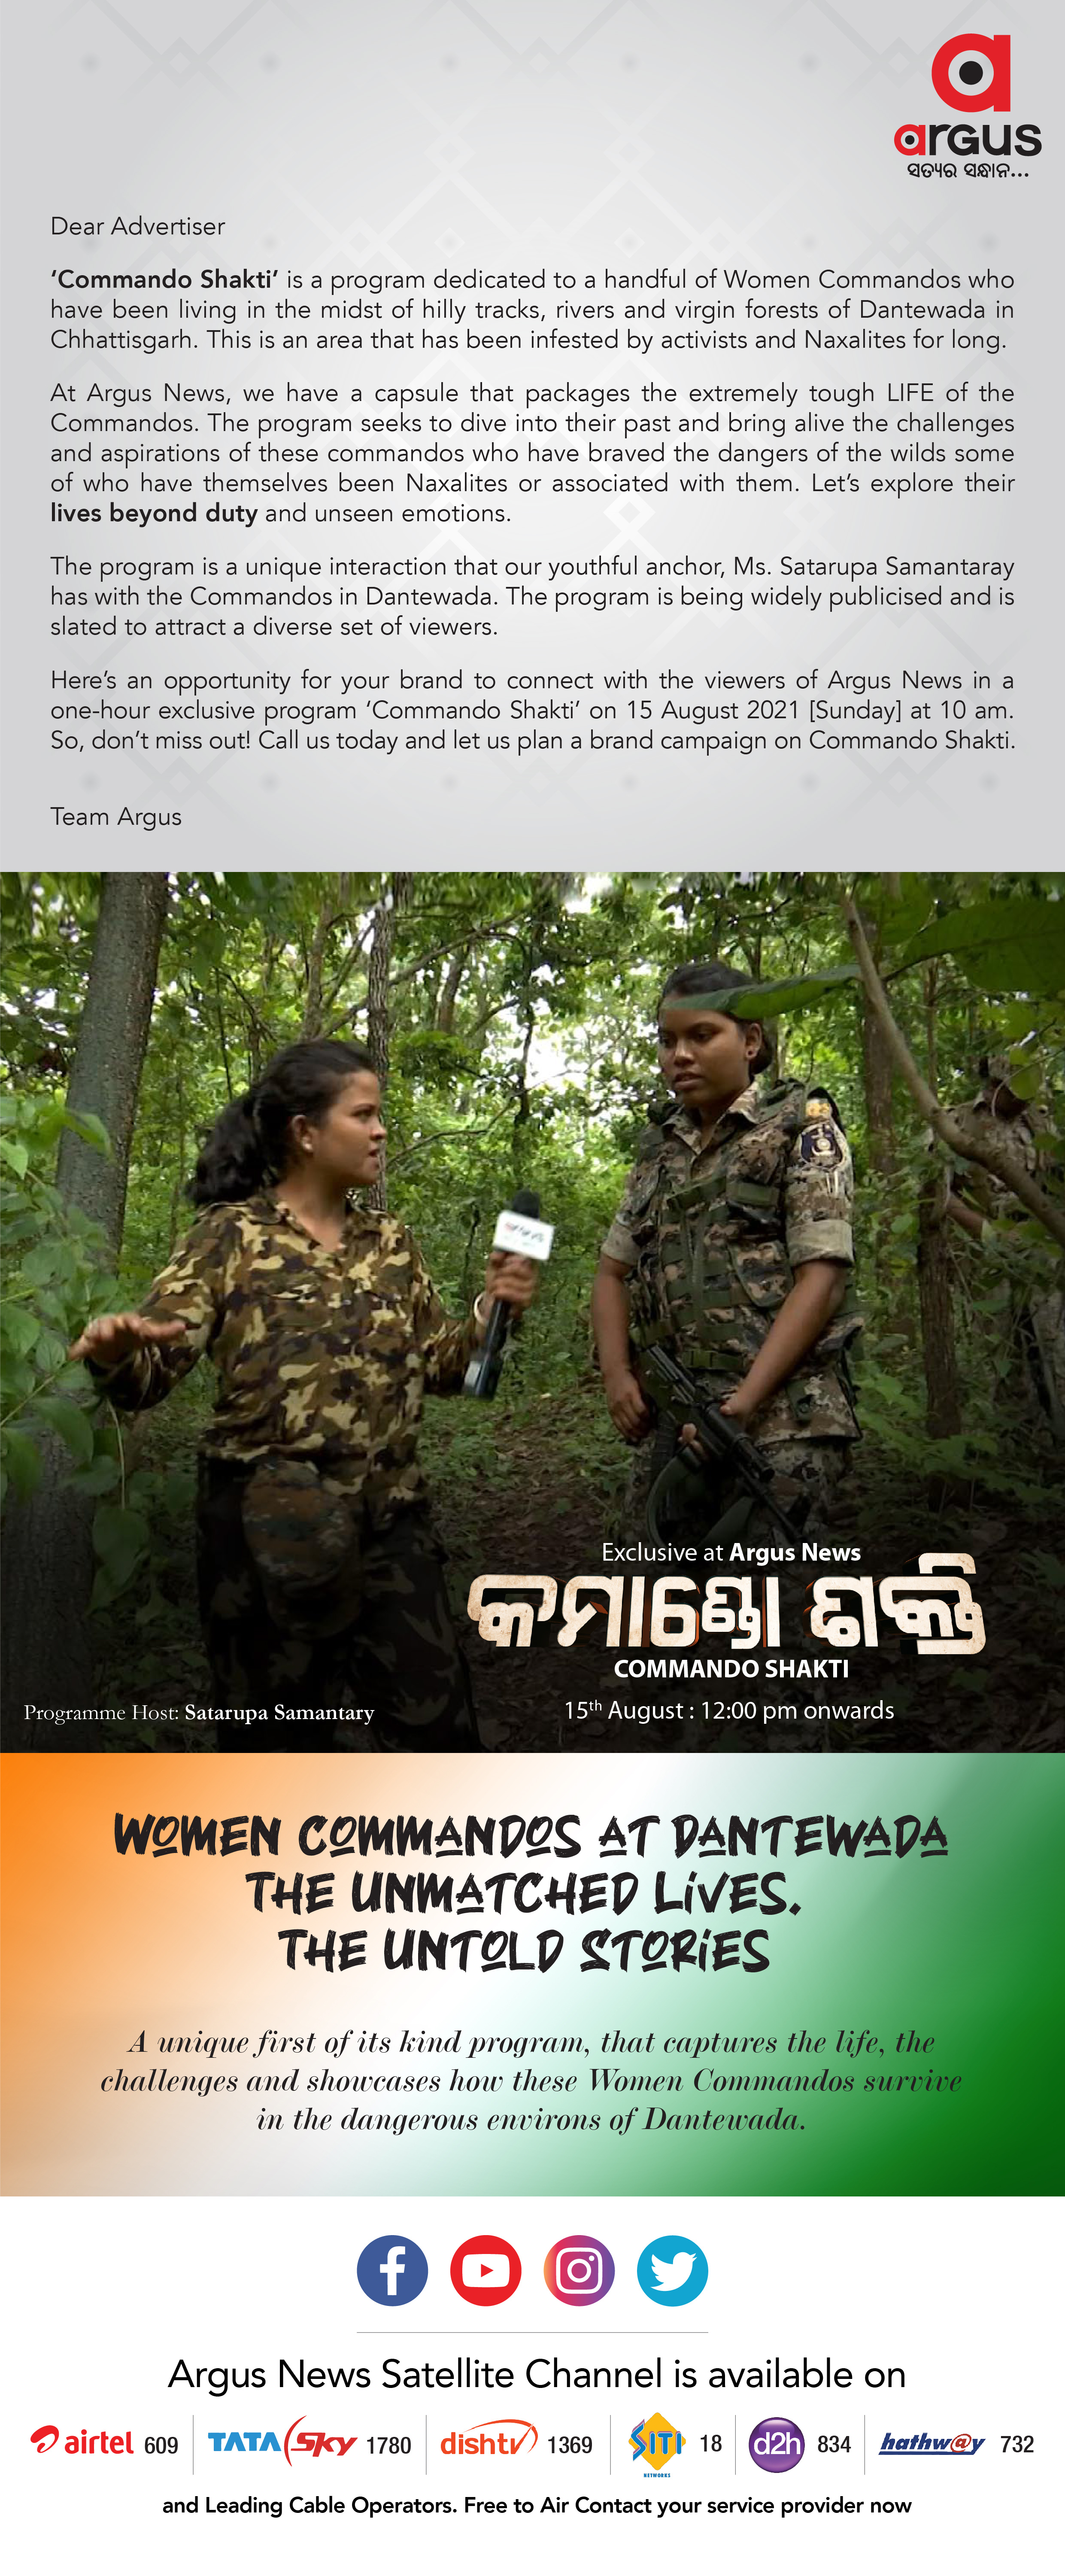 a
argus
ସତ୍ୟର ସନ୍ଧାନ...
Dear Advertiser
‘Commando Shakti’ is a program dedicated to a handful of Women Commandos who
have been living in the midst of hilly tracks, rivers and virgin forests of Dantewada in
Chhattisgarh. This is an area that has been infested by activists and Naxalites for long.
At Argus News, we have a capsule that packages the extremely tough LIFE of the
Commandos. The program seeks to dive into their past and bring alive the challenges
and aspirations of these commandos who have braved the dangers of the wilds some
of who have themselves been Naxalites or associated with them. Let’s explore their
lives beyond duty and unseen emotions.
The program is a unique interaction that our youthful anchor, Ms. Satarupa Samantaray
has with the Commandos in Dantewada. The program is being widely publicised and is
slated to attract a diverse set of viewers.
Here’s an opportunity for your brand to connect with the viewers of Argus News in a
one-hour exclusive program ‘Commando Shakti’ on 15 August 2021 [Sunday] at 10 am.
So, don’t miss out! Call us today and let us plan a brand campaign on Commando Shakti.
Team Argus
Exclusive at Argus News
କମାଣ୍ଡୋ ଶକ୍ତି
COMMANDO SHAKTI
15th August : 12:00 pm onwards
Programme Host: Satarupa Samantary
WOMEN COMMANDOS AT DANTEWADA
THE UNMATCHED LIVES.
THE UNTOLD STORIES
A unique first of its kind program, that captures the life, the
challenges and showcases how these Women Commandos survive
in the dangerous environs of Dantewada.
Argus News Satellite Channel is available on
airtel 609 TATA Sky 1780 dishtv 1369 SITI NETWORKS 18 d2h 834 hathw@y 732
and Leading Cable Operators. Free to Air Contact your service provider now